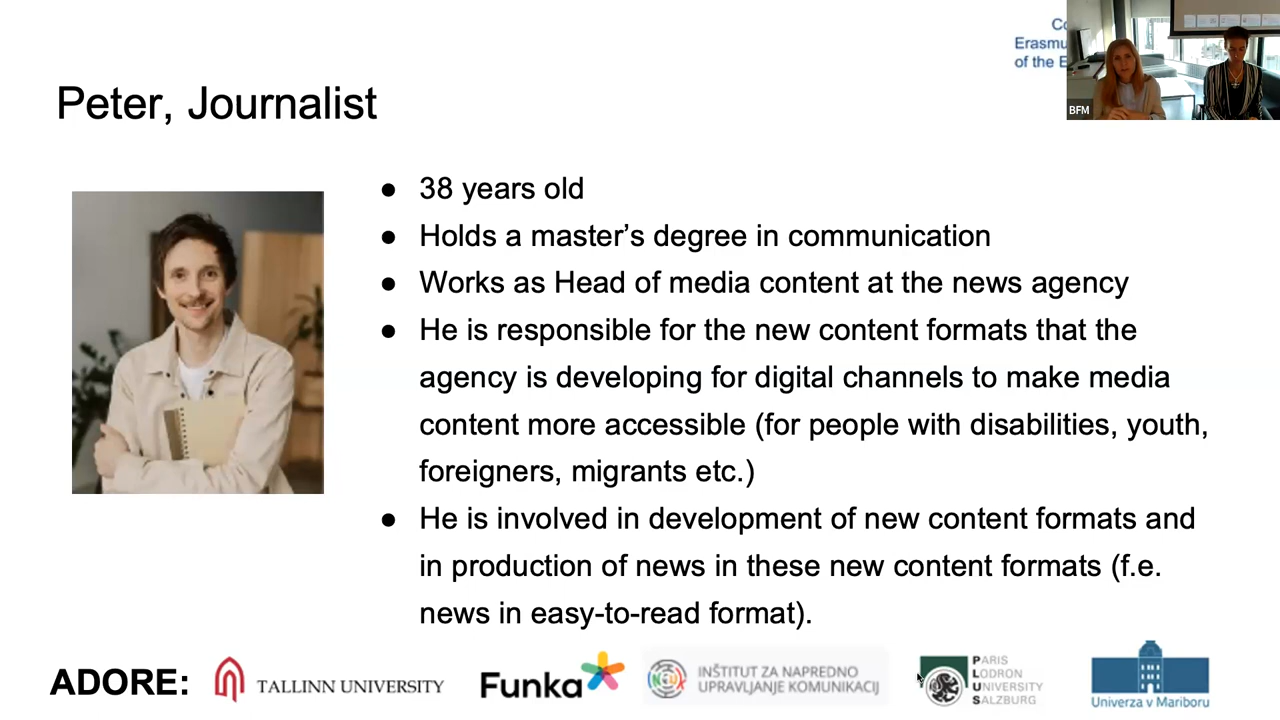 Erasmu
of the E
BFM
Peter, Journalist
● 38 years old
● Holds a master’s degree in communication
● Works as Head of media content at the news agency
● He is responsible for the new content formats that the
agency is developing for digital channels to make media
content more accessible (for people with disabilities, youth,
foreigners, migrants etc.)
● He is involved in development of new content formats and
in production of news in these new content formats (f.e.
news in easy-to-read format).
ADORE:
TALLINN UNIVERSITY
Funka
INŠTITUT ZA NAPREDNO
UPRAVLJANJE KOMUNIKACIJ
PARIS
LODRON
UNIVERSITY
SALZBURG
Univerza v Mariboru